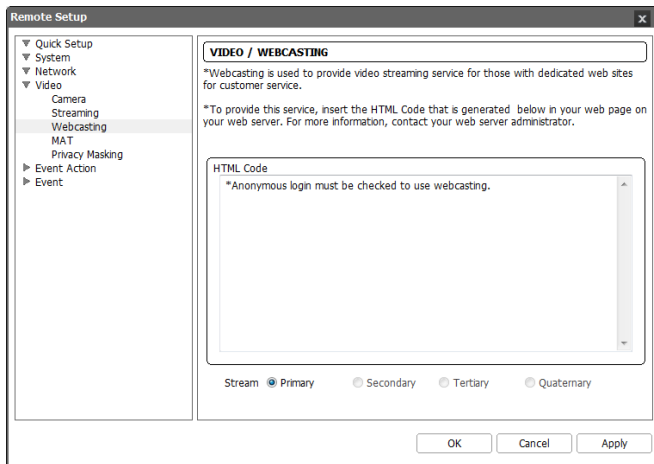 Remote Setup
x
Quick Setup
System
Network
Video
Camera
Streaming
Webcasting
MAT
Privacy Masking
Event Action
Event
VIDEO / WEBCASTING
*Webcasting is used to provide video streaming service for those with dedicated web sites
for customer service.
*To provide this service, insert the HTML Code that is generated below in your web page on
your web server. For more information, contact your web server administrator.
HTML Code
*Anonymous login must be checked to use webcasting.
Stream Primary Secondary Tertiary Quaternary
OK Cancel Apply